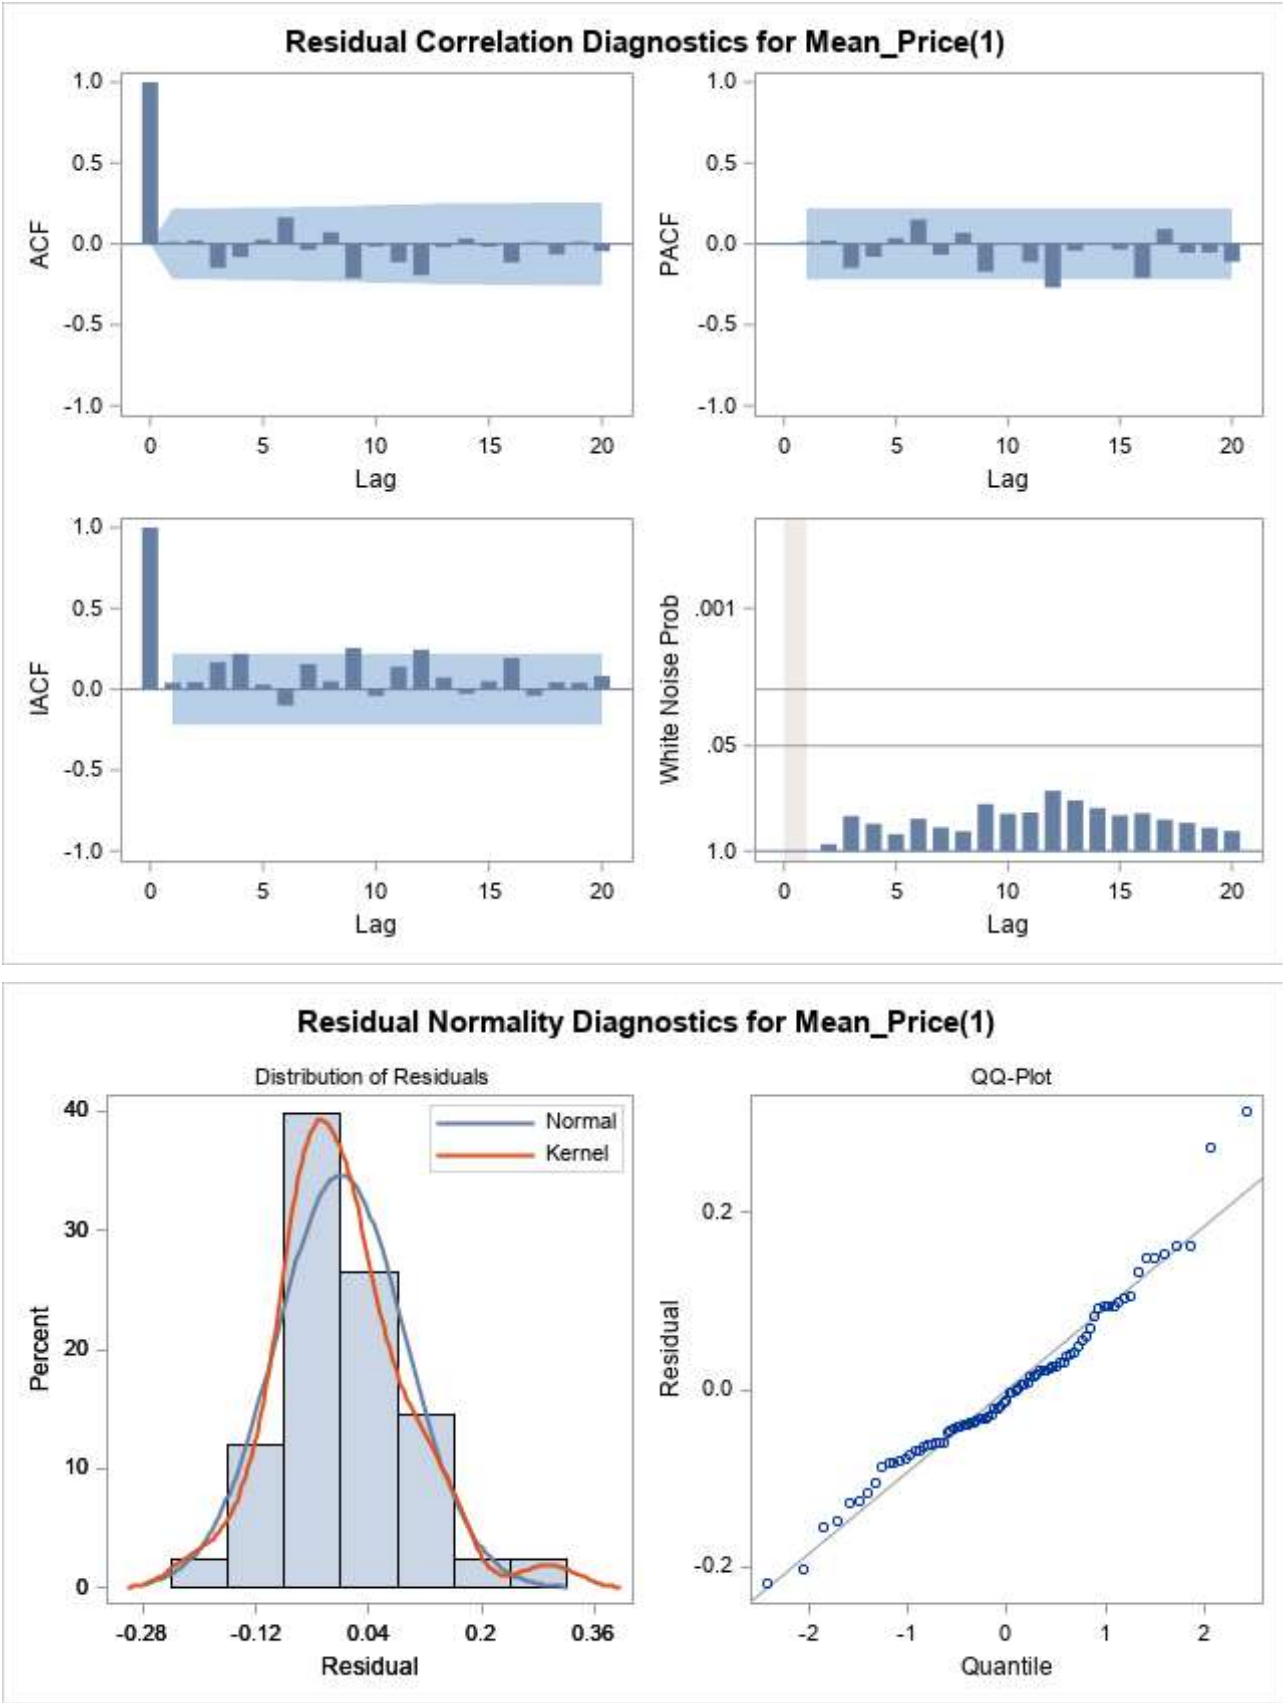 Residual Correlation Diagnostics for Mean_Price(1)
1.0
0.5
0.0
-0.5
-1.0
ACF
0 5 10 15 20
Lag
1.0
0.5
0.0
-0.5
-1.0
PACF
0 5 10 15 20
Lag
1.0
0.5
0.0
-0.5
-1.0
IACF
0 5 10 15 20
Lag
.001
.05
1.0
White Noise Prob
0 5 10 15 20
Lag
Residual Normality Diagnostics for Mean_Price(1)
Distribution of Residuals
40
30
20
10
0
Percent
Normal
Kernel
-0.28 -0.12 0.04 0.2 0.36
Residual
QQ-Plot
0.2
0.0
-0.2
Residual
-2 -1 0 1 2
Quantile